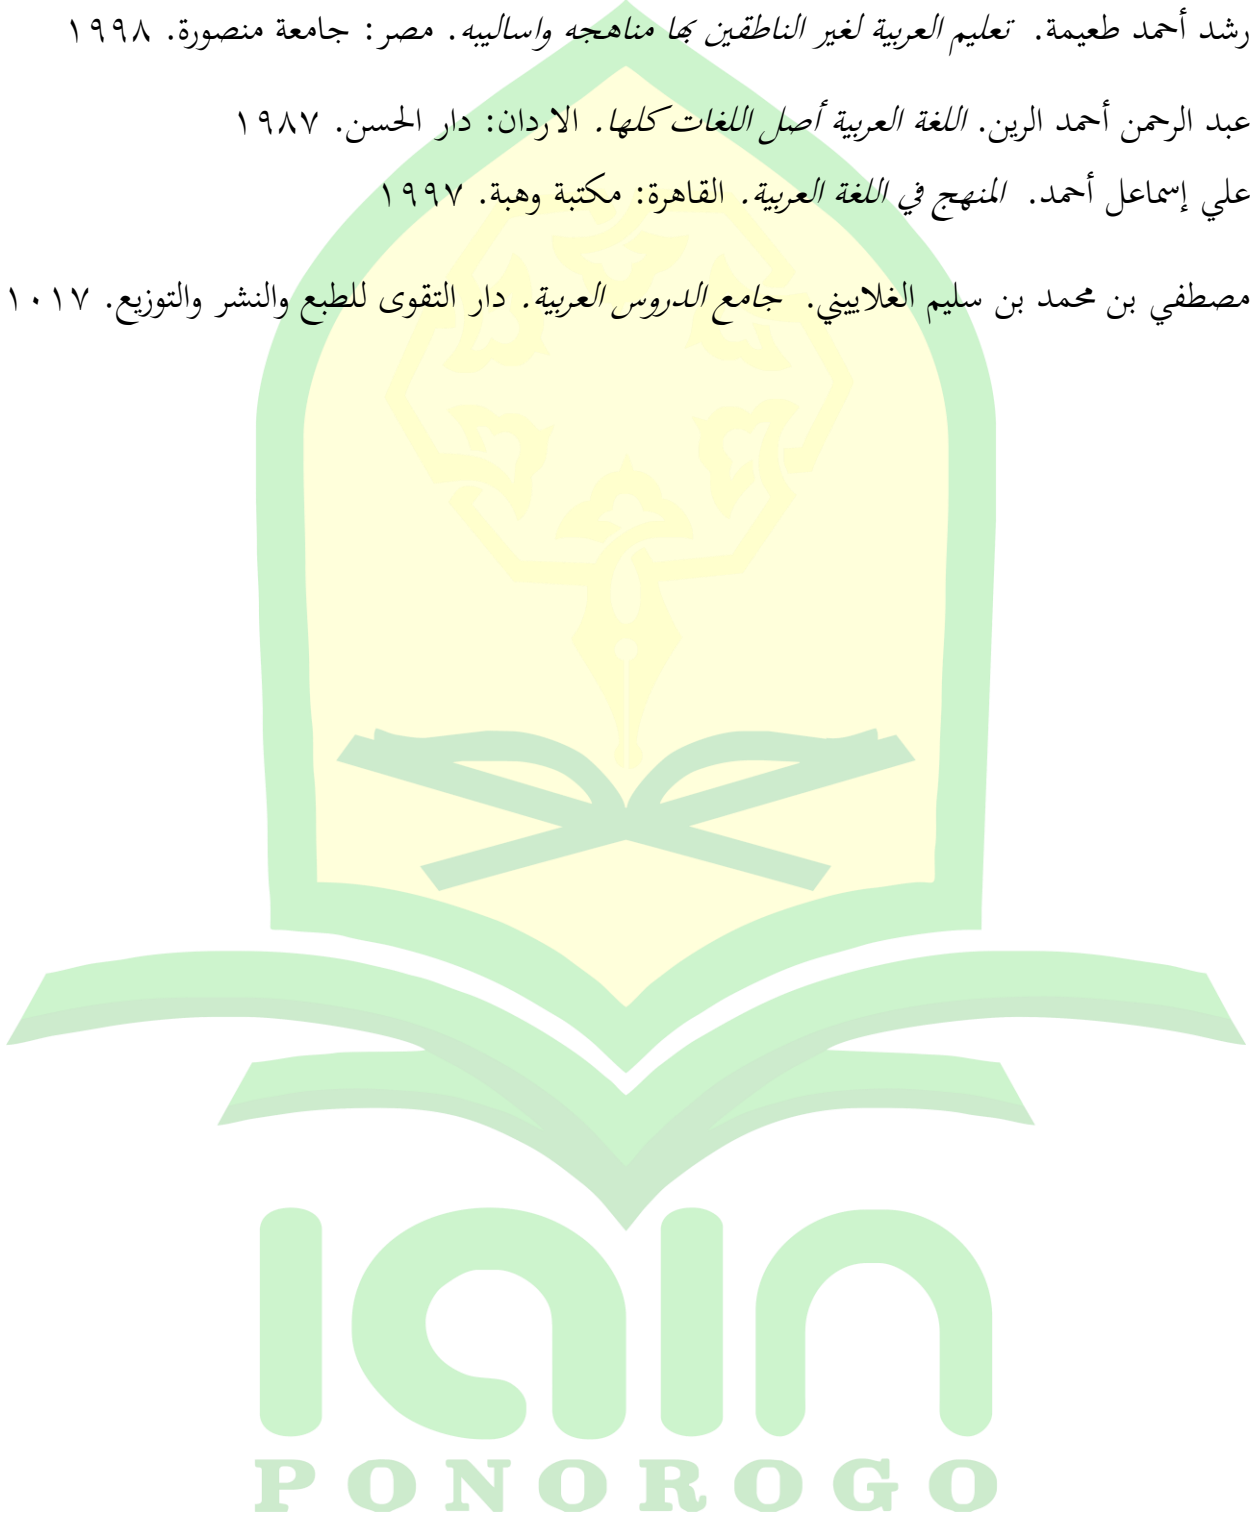 رشد أحمد طعيمة. تعليم العربية لغير الناطقين بها مناهجه واساليبه. مصر: جامعة منصورة. ١٩٩٨
عبد الرحمن أحمد الرين. اللغة العربية أصل اللغات كلها. الاردان: دار الحسن. ١٩٨٧
علي إسماعل أحمد. المنهج في اللغة العربية. القاهرة: مكتبة وهبة. ١٩٩٧
مصطفي بن محمد بن سليم الغلاييني. جامع الدروس العربية. دار التقوى للطبع والنشر والتوزيع. ١٠١٧
iain
PONOROGO